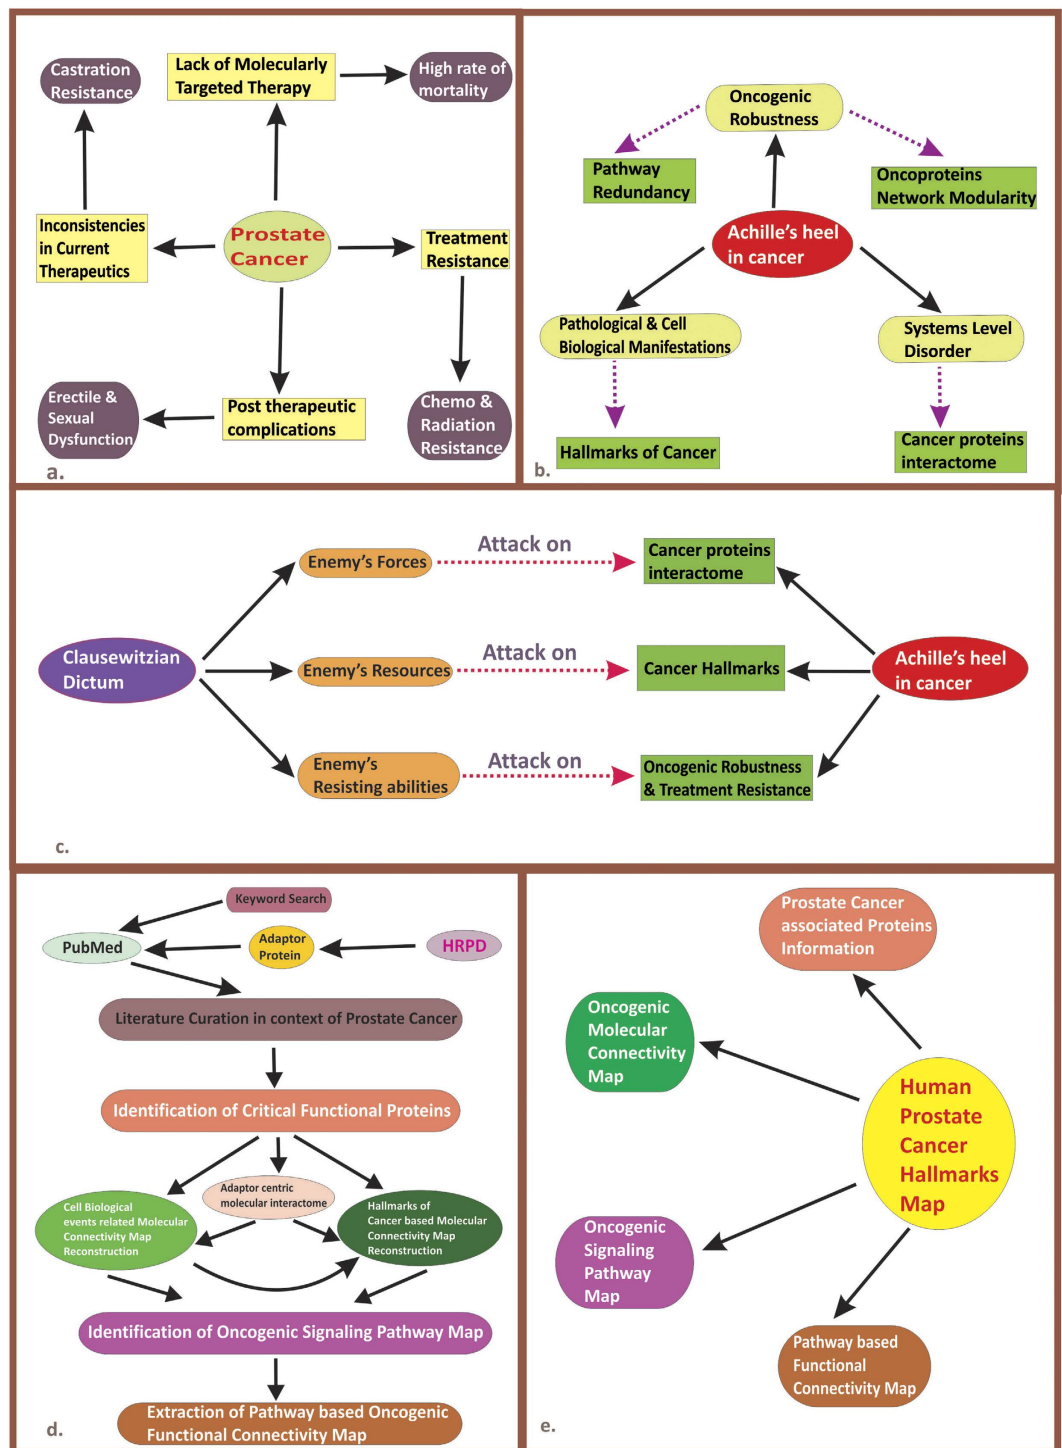 Castration
Resistance
Lack of Molecularly
Targeted Therapy
High rate of
mortality
Inconsistencies
in Current
Therapeutics
Prostate
Cancer
Treatment
Resistance
Erectile &
Sexual
Dysfunction
Post therapeutic
complications
Chemo &
Radiation
Resistance
a.
Oncogenic
Robustness
Pathway
Redundancy
Oncoproteins
Network Modularity
Achille's heel
in cancer
Pathological & Cell
Biological Manifestations
Systems Level
Disorder
Hallmarks of Cancer
Cancer proteins
interactome
b.
Enemy's Forces
Attack on
Cancer proteins
interactome
Clausewitzian
Dictum
Enemy's Resources
Attack on
Cancer Hallmarks
Achille's heel
in cancer
Enemy's
Resisting abilities
Attack on
Oncogenic Robustness
& Treatment Resistance
c.
Keyword Search
PubMed
Adaptor
Protein
HRPD
Literature Curation in context of Prostate Cancer
Identification of Critical Functional Proteins
Adaptor centric
molecular interactome
Cell Biological
events related Molecular
Connectivity Map
Reconstruction
Hallmarks of
Cancer based Molecular
Connectivity Map
Reconstruction
Identification of Oncogenic Signaling Pathway Map
Extraction of Pathway based Oncogenic
Functional Connectivity Map
d.
Prostate Cancer
associated Proteins
Information
Oncogenic
Molecular
Connectivity
Map
Human
Prostate
Cancer
Hallmarks
Map
Oncogenic
Signaling
Pathway
Map
Pathway based
Functional
Connectivity Map
e.